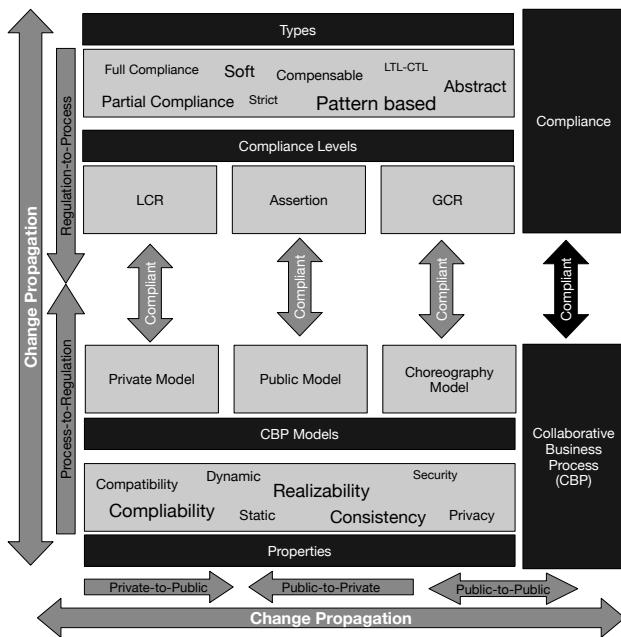 Types
Full Compliance
Soft
Compensable
LTL-CTL
Abstract
Partial Compliance
Strict
Pattern based
Compliance Levels
LCR
Assertion
GCR
Compliance
Compliant
Compliant
Compliant
Compliant
Private Model
Public Model
Choreography
Model
CBP Models
Compatibility
Dynamic
Realizability
Security
Compliability
Static
Consistency
Privacy
Properties
Collaborative
Business
Process
(CBP)
Change Propagation
Regulation-to-Process
Process-to-Regulation
Private-to-Public
Public-to-Private
Public-to-Public
Change Propagation